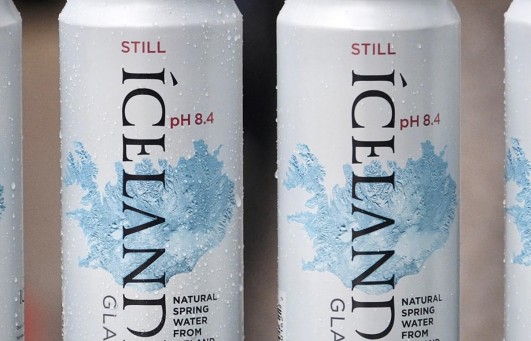 STILL
ÍCELAND
pH 8.4
GLA
NATURAL
SPRING
WATER
FROM
STILL
ÍCELAND
pH 8.4
GLA
NATURAL
SPRING
WATER
FROM